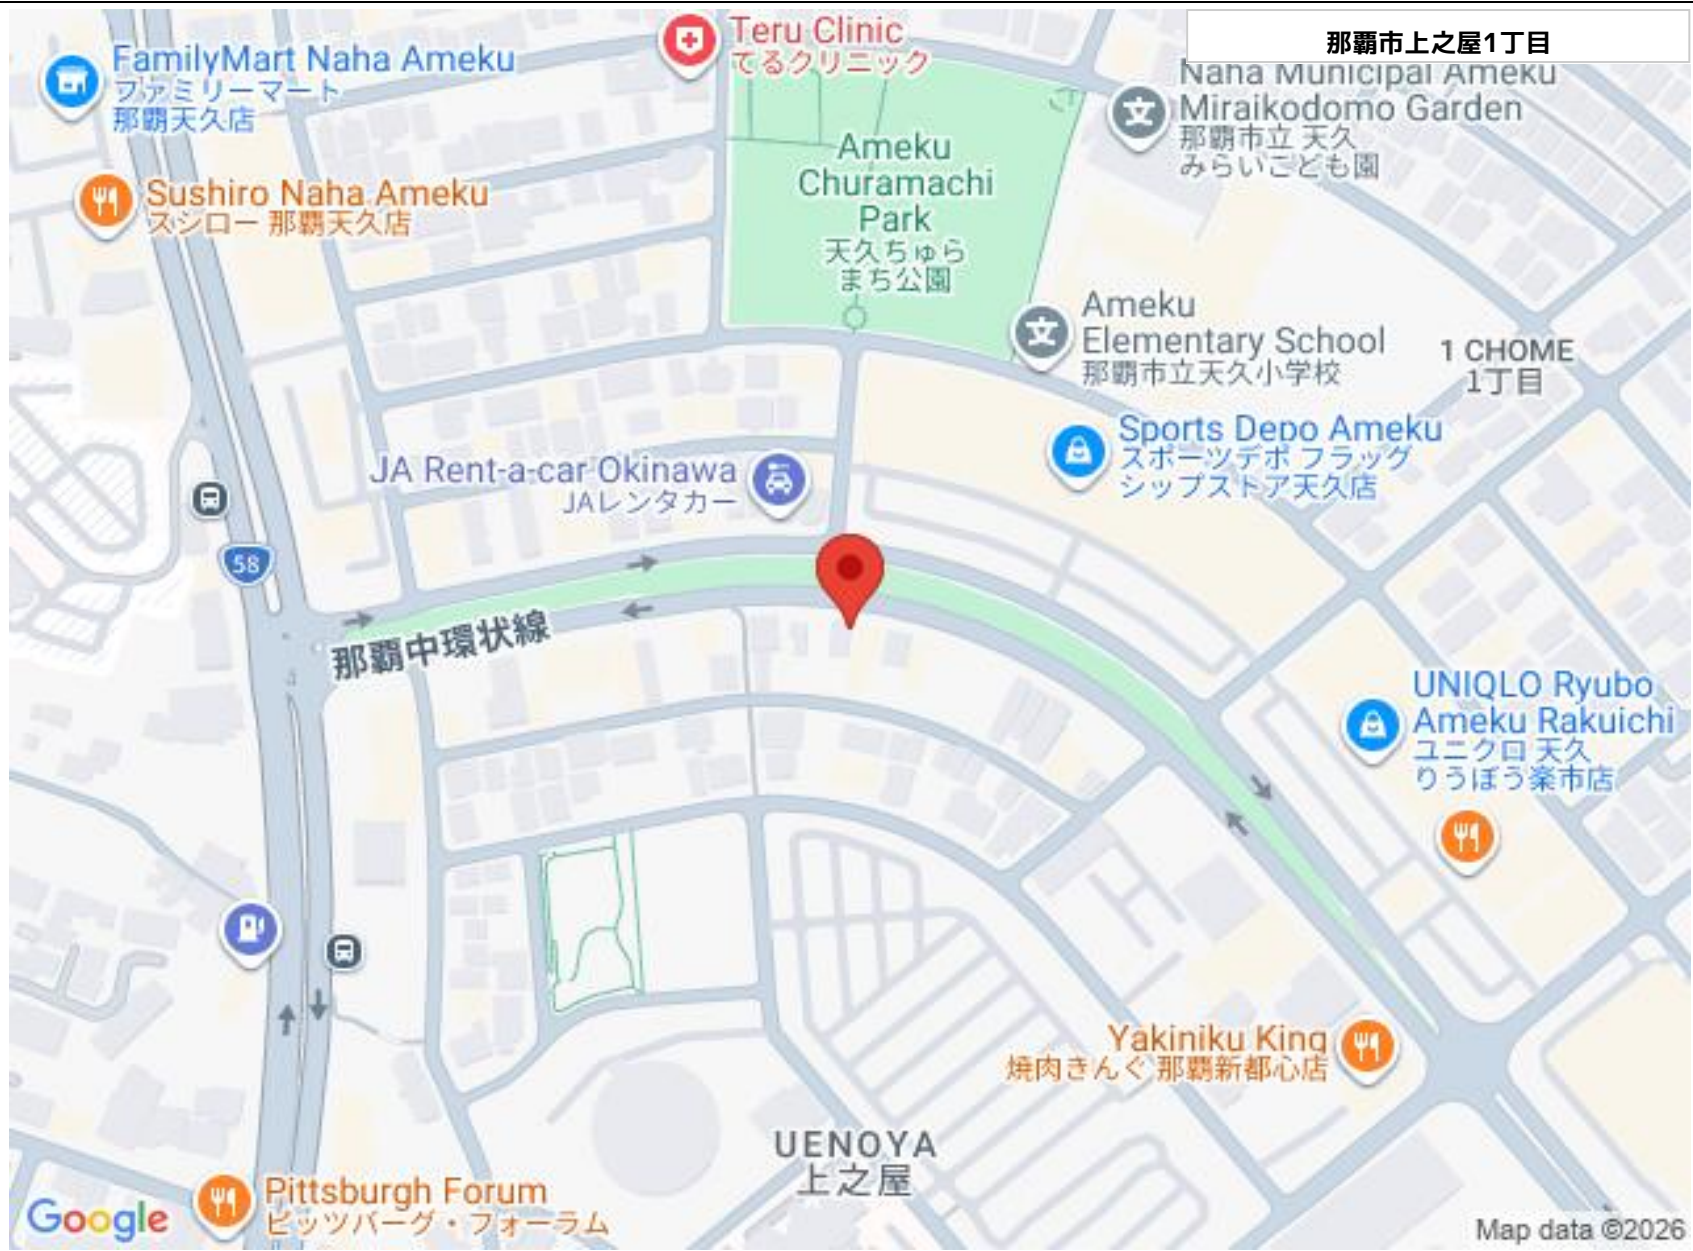 那覇市上之屋1丁目
Teru Clinic
てるクリニック
FamilyMart Naha Ameku
ファミリーマート
那覇天久店
Naha Municipal Ameku
Miraikodomo Garden
那覇市立 天久
みらいこども園
Ameku
Churamachi
Park
天久ちゅら
まち公園
Sushiro Naha Ameku
スシロー 那覇天久店
Ameku
Elementary School
那覇市立天久小学校
1 CHOME
1丁目
Sports Depo Ameku
スポーツデポ フラッグ
シップストア天久店
JA Rent-a-car Okinawa
JAレンタカー
58
那覇中環状線
UNIQLO Ryubo
Ameku Rakuichi
ユニクロ 天久
りうぼう楽市店
Yakiniku King
焼肉きんぐ 那覇新都心店
UENOYA
上之屋
Pittsburgh Forum
ピッツバーグ・フォーラム
Google
Map data ©2026